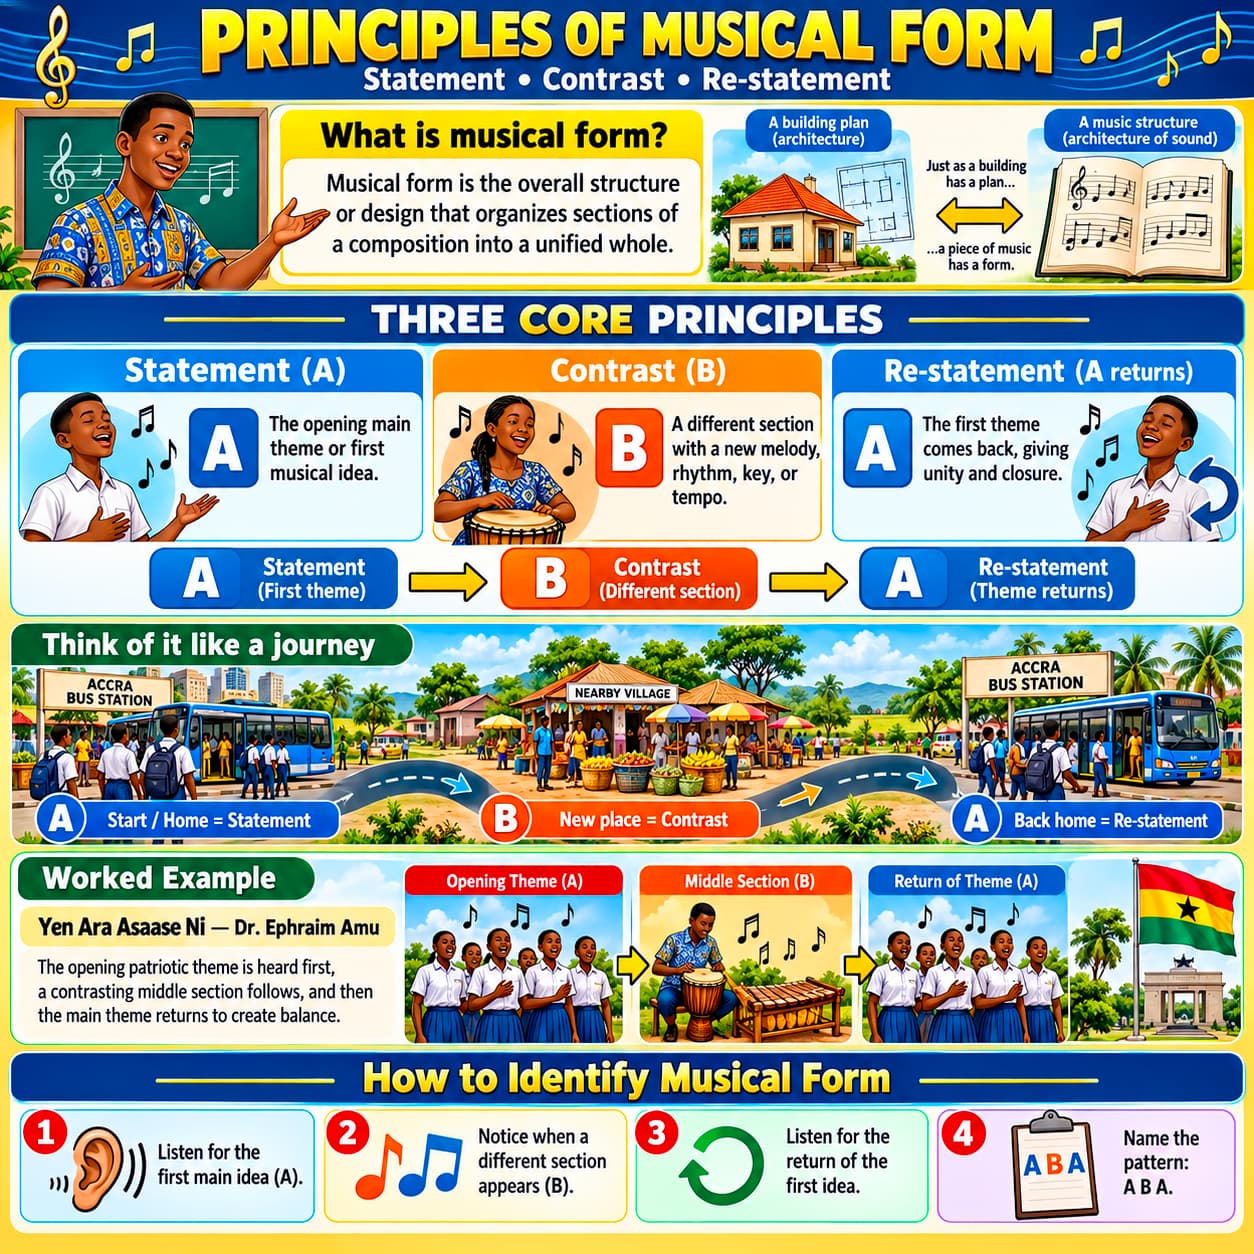 PRINCIPLES OF MUSICAL FORM
Statement • Contrast • Re-statement
What is musical form?
Musical form is the overall structure
or design that organizes sections of
a composition into a unified whole.
A building plan
(architecture)
Just as a building
has a plan...
...a piece of music
has a form.
A music structure
(architecture of sound)
THREE CORE PRINCIPLES
Statement (A)
A
The opening main
theme or first
musical idea.
Contrast (B)
B
A different section
with a new melody,
rhythm, key, or
tempo.
Re-statement (A returns)
A
The first theme
comes back, giving
unity and closure.
A
Statement
(First theme)
B
Contrast
(Different section)
A
Re-statement
(Theme returns)
Think of it like a journey
ACCRA
BUS STATION
NEARBY VILLAGE
ACCRA
BUS STATION
A
Start / Home = Statement
B
New place = Contrast
A
Back home = Re-statement
Worked Example
Yen Ara Asaase Ni — Dr. Ephraim Amu
The opening patriotic theme is heard first,
a contrasting middle section follows, and then
the main theme returns to create balance.
Opening Theme (A)
Middle Section (B)
Return of Theme (A)
How to Identify Musical Form
1
Listen for the
first main idea (A).
2
Notice when a
different section
appears (B).
3
Listen for the
return of the
first idea.
4
ABA
Name the
pattern:
A B A.